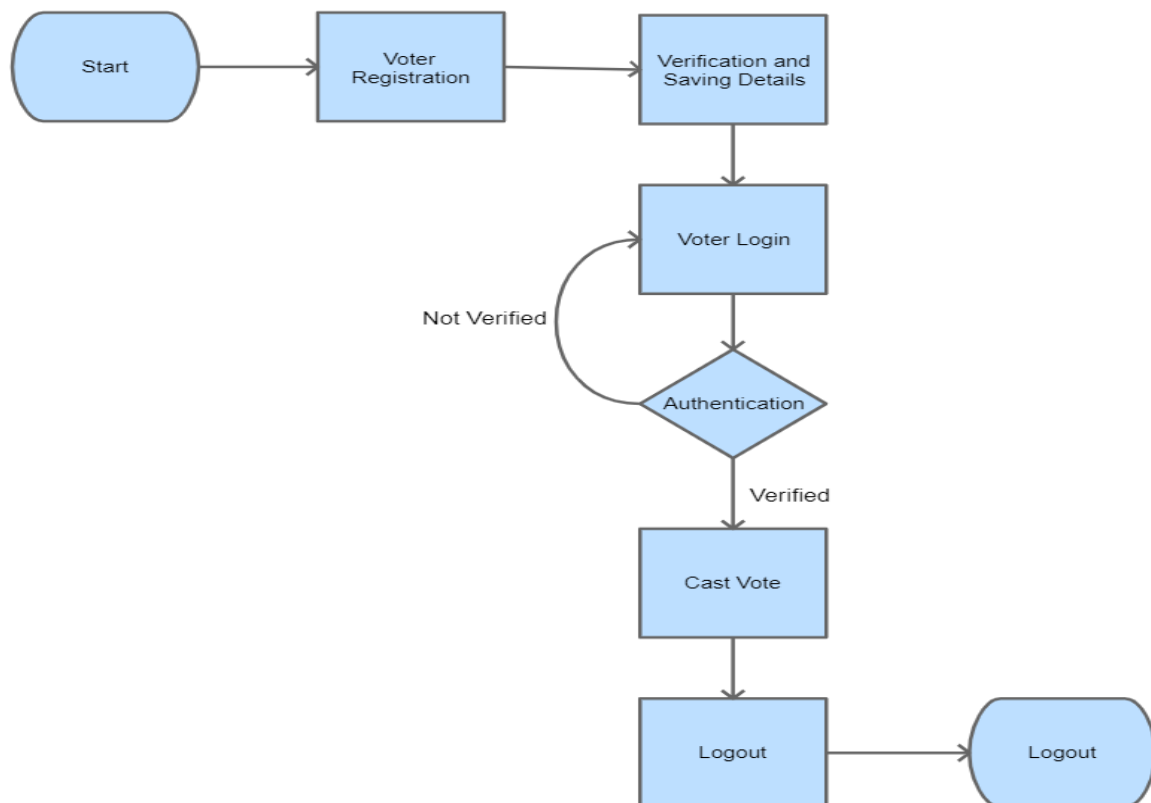 Start
Voter
Registration
Verification and
Saving Details
Voter Login
Not Verified
Authentication
Verified
Cast Vote
Logout
Logout